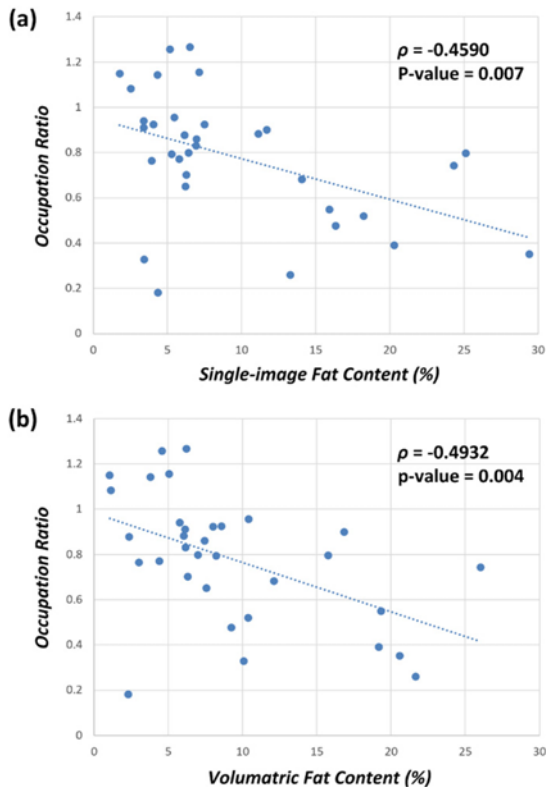 (a)
1.4
1.2
1
0.8
0.6
0.4
0.2
0
Occupation Ratio
ρ = -0.4590
P-value = 0.007
0 5 10 15 20 25 30
Single-image Fat Content (%)
(b)
1.4
1.2
1
0.8
0.6
0.4
0.2
0
Occupation Ratio
ρ = -0.4932
p-value = 0.004
0 5 10 15 20 25 30
Volumatric Fat Content (%)